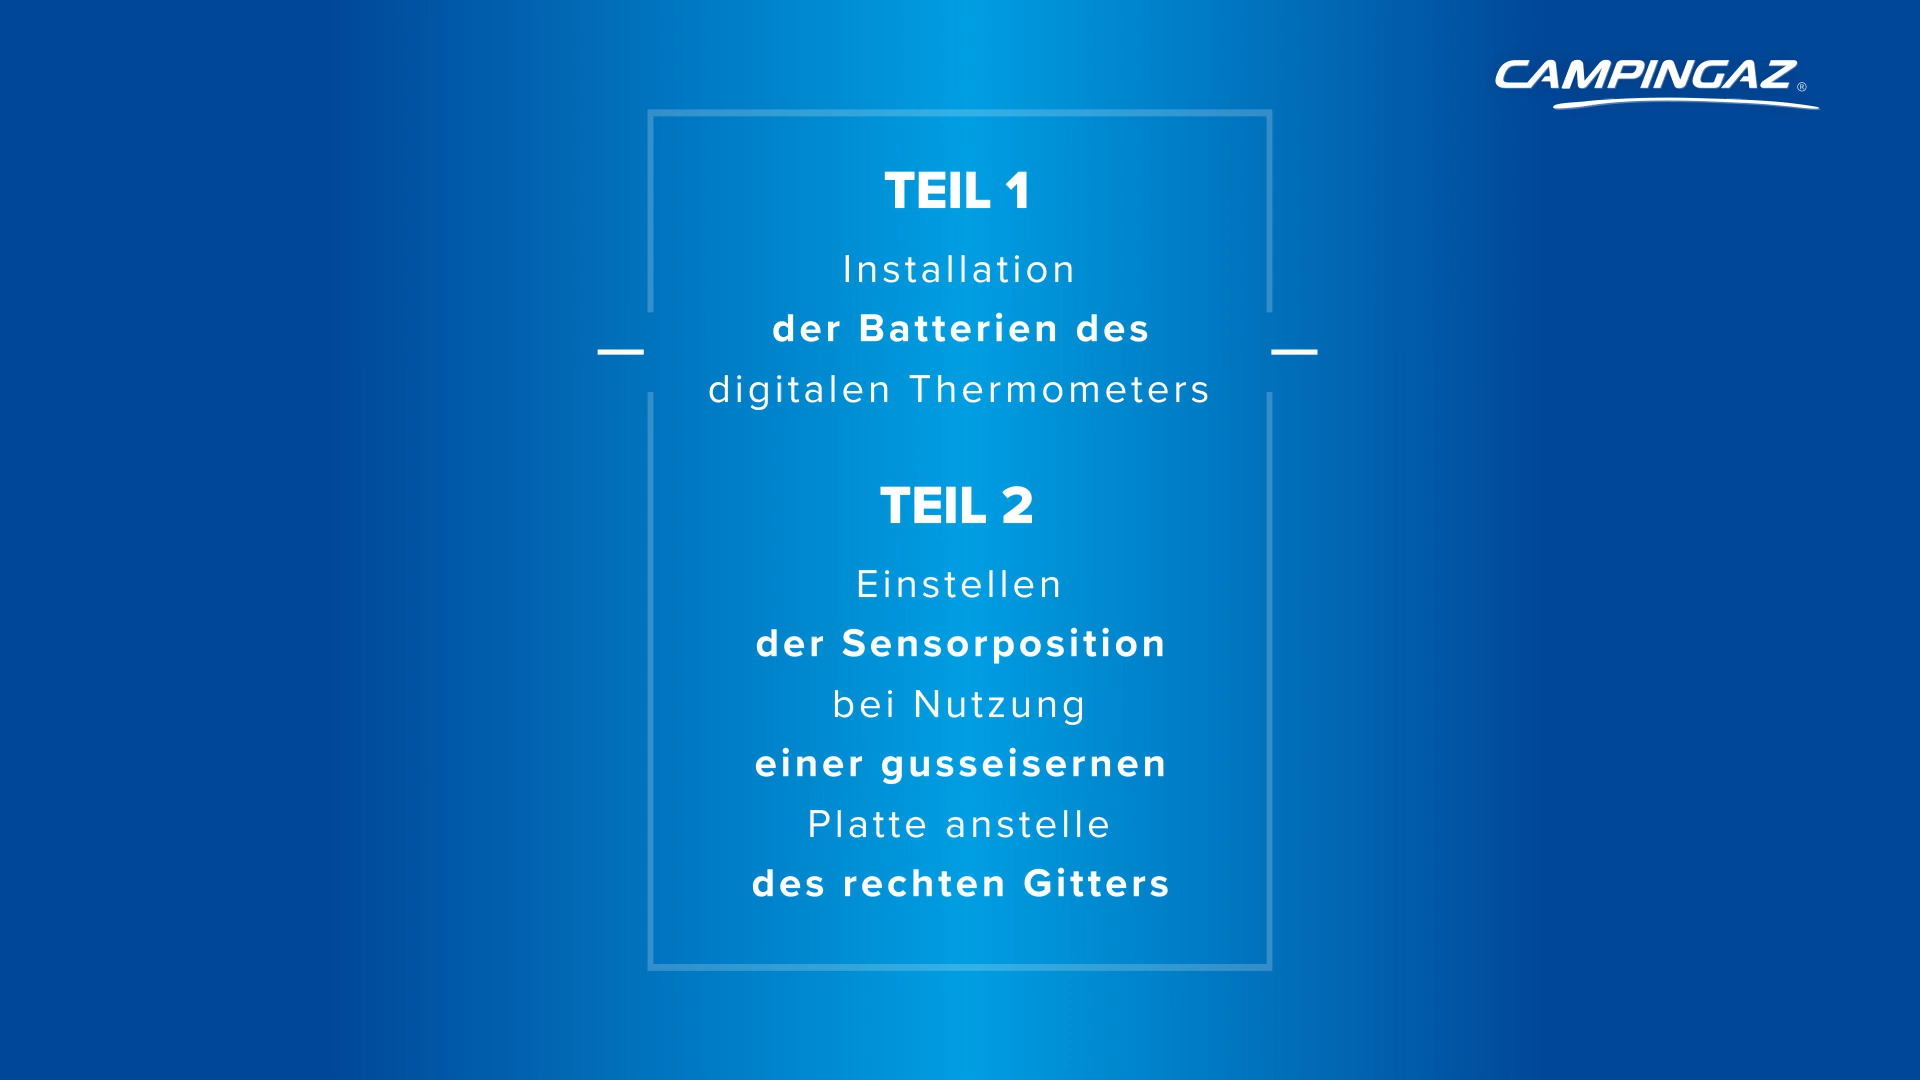 CAMPINGAZ®
TEIL 1
Installation
der Batterien des
digitalen Thermometers
TEIL 2
Einstellen
der Sensorposition
bei Nutzung
einer gusseisernen
Platte anstelle
des rechten Gitters